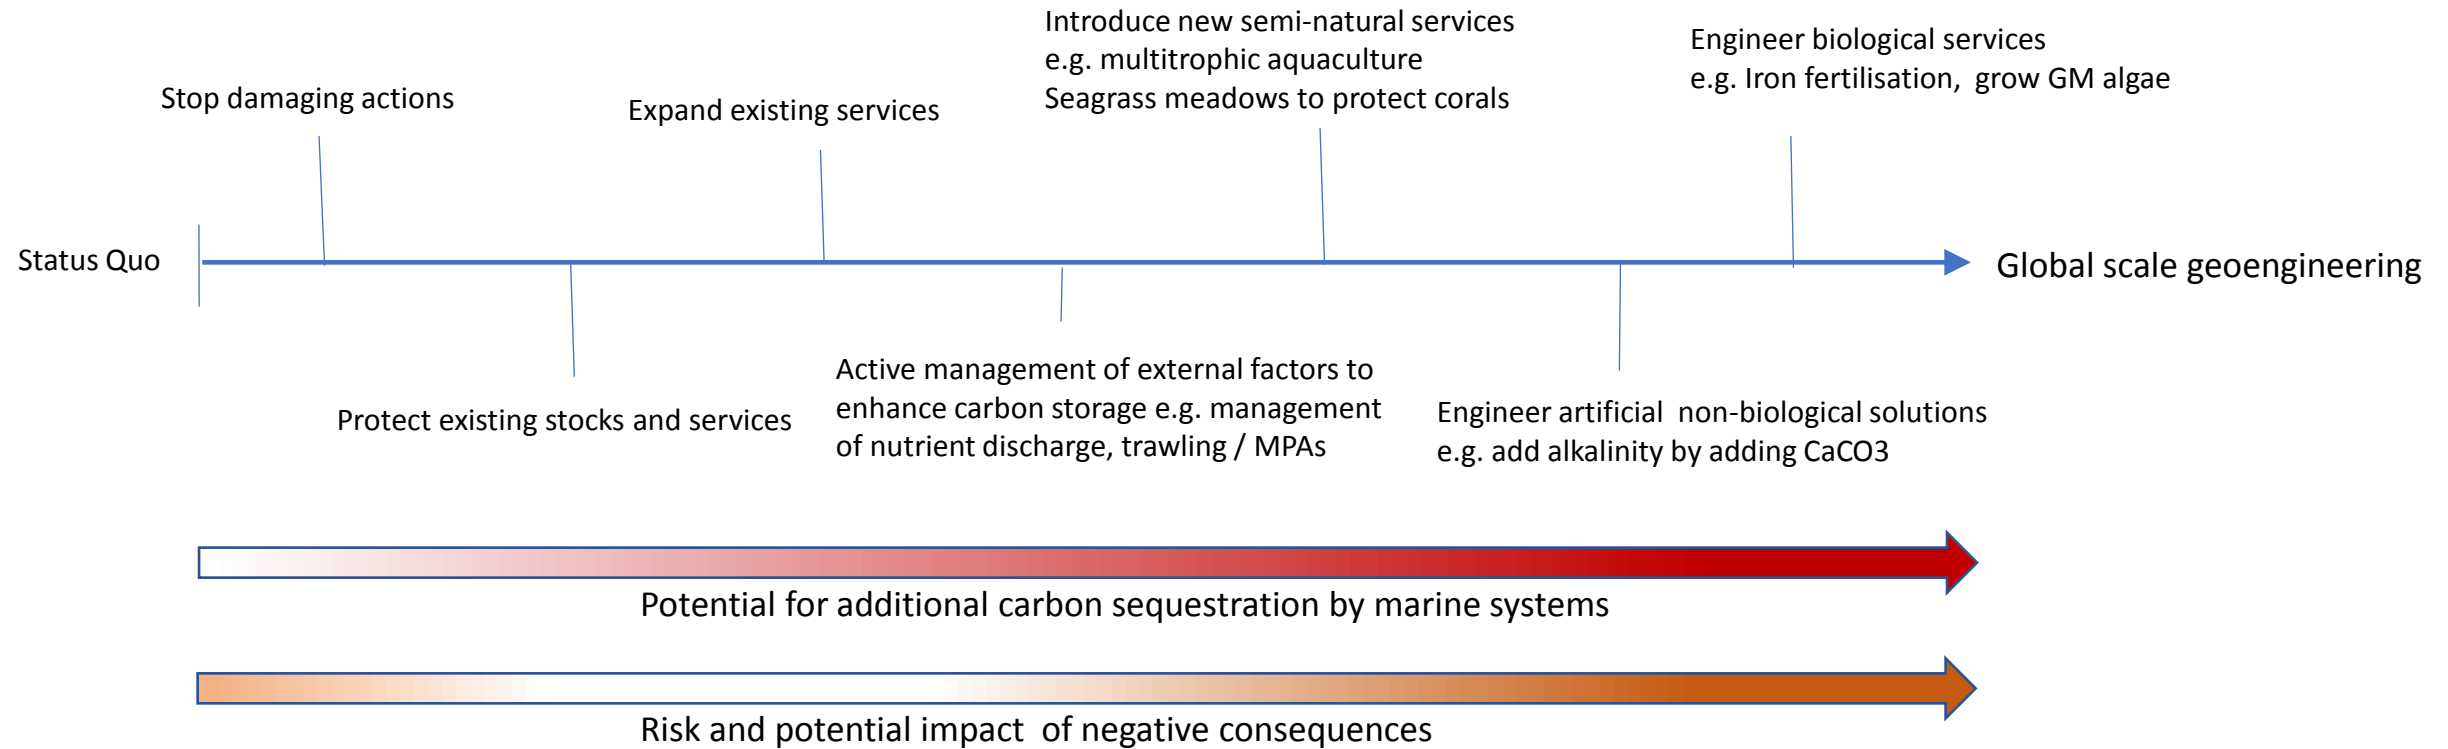 Introduce new semi-natural services
e.g. multitrophic aquaculture
Seagrass meadows to protect corals
Engineer biological services
e.g. Iron fertilisation,  grow GM algae
Stop damaging actions
Expand existing services
Status Quo
Global scale geoengineering
Protect existing stocks and services
Active management of external factors to
enhance carbon storage e.g. management
of nutrient discharge, trawling / MPAs
Engineer artificial  non-biological solutions
e.g. add alkalinity by adding CaCO3
Potential for additional carbon sequestration by marine systems
Risk and potential impact  of negative consequences